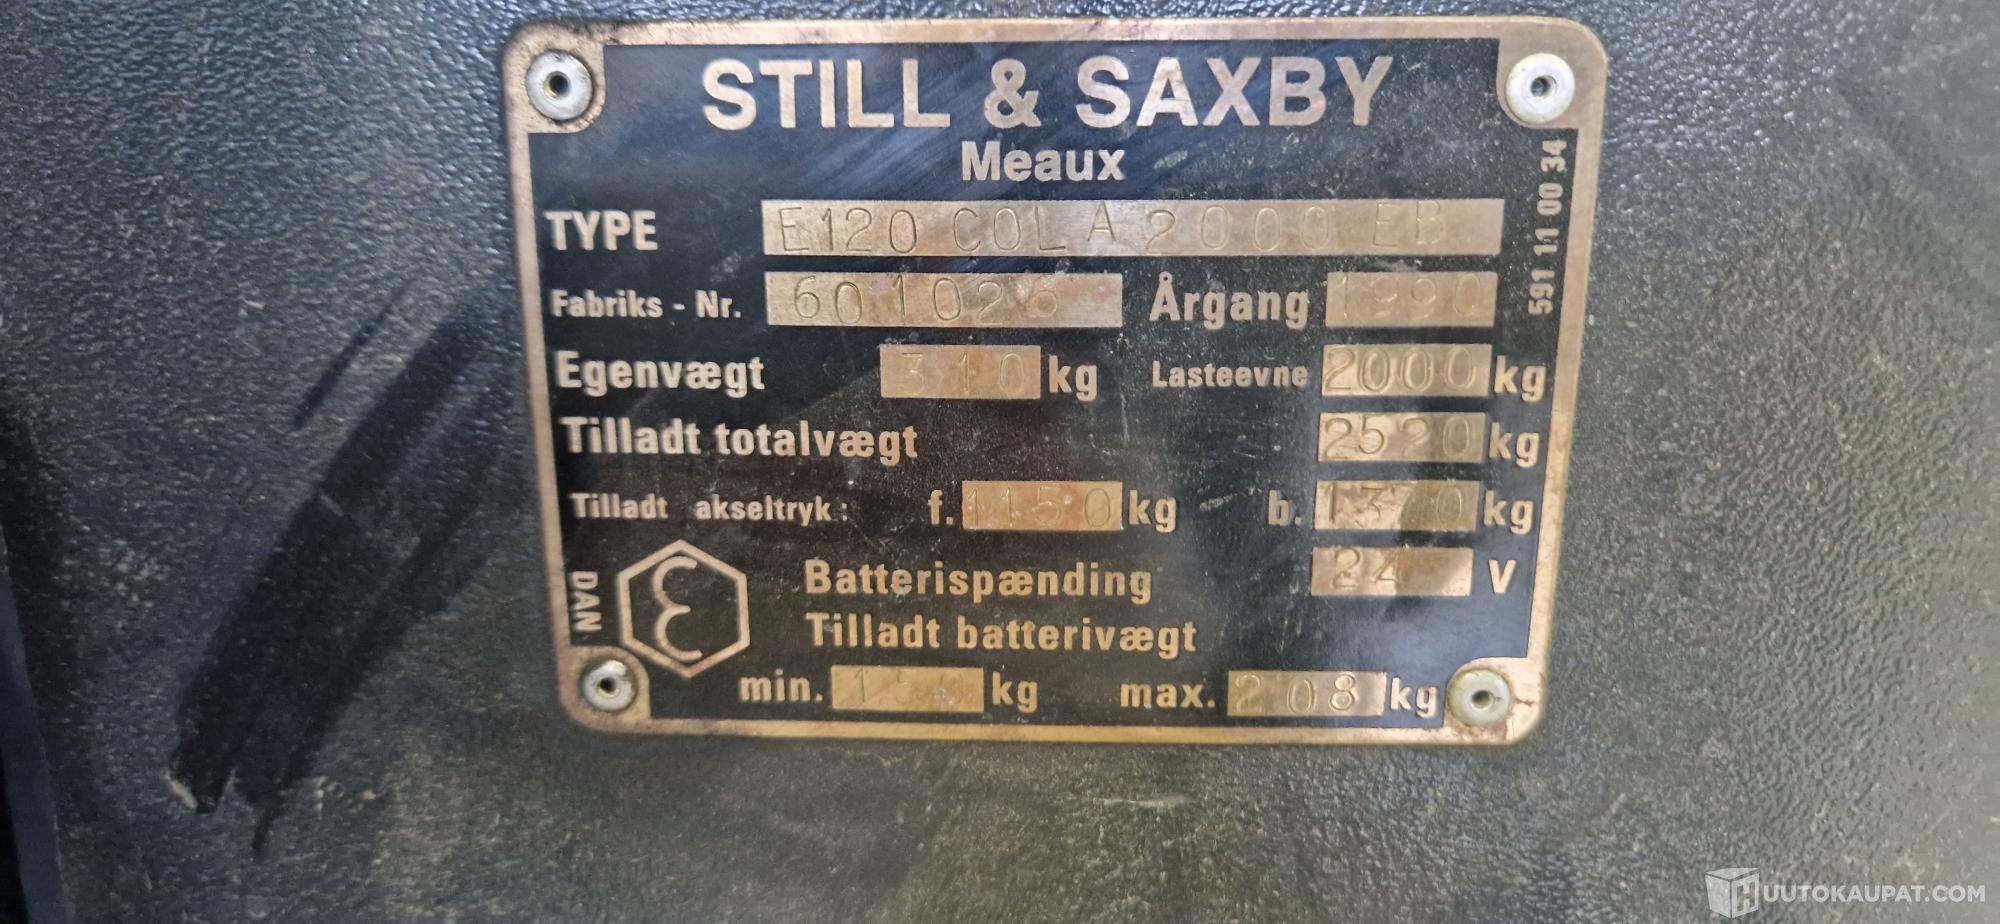 STILL & SAXBY
Meaux
TYPE E120 COL A 2000 EB
Fabriks - Nr. 601026 Årgang 1990
Egenvægt 310 kg Lasteevne 2000 kg
Tilladt totalvægt 2520 kg
Tilladt akseltryk: f. 1150 kg b. 1370 kg
Batterispænding 24 V
Tilladt batterivægt
min. kg max. 208 kg
DAN
591 11 00 34
HUUTOKAUPAT.COM